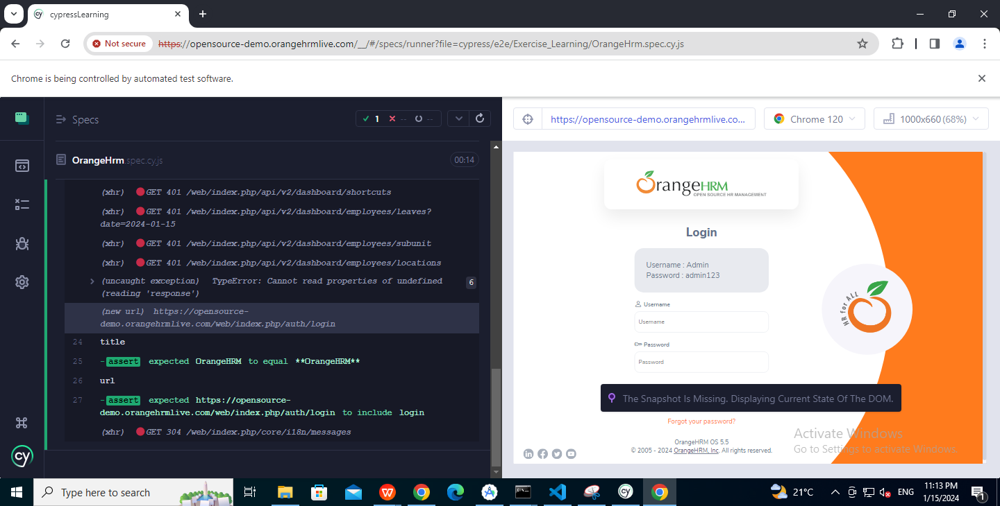 cypressLearning
Not secure
https://opensource-demo.orangehrmlive.com/__/#/specs/runner?file=cypress/e2e/Exercise_Learning/OrangeHrm.spec.cy.js
Chrome is being controlled by automated test software.
Specs
1
--
--
https://opensource-demo.orangehrmlive.co...
Chrome 120
1000x660 (68%)
OrangeHrm.spec.cy.js
00:14
(xhr) GET 401 /web/index.php/api/v2/dashboard/shortcuts
(xhr) GET 401 /web/index.php/api/v2/dashboard/employees/leaves?
date=2024-01-15
(xhr) GET 401 /web/index.php/api/v2/dashboard/employees/subunit
(xhr) GET 401 /web/index.php/api/v2/dashboard/employees/locations
(uncaught exception) TypeError: Cannot read properties of undefined
(reading 'response')
6
(new url) https://opensource-
demo.orangehrmlive.com/web/index.php/auth/login
24 title
25 -assert expected OrangeHRM to equal **OrangeHRM**
26 url
27 -assert expected https://opensource-
demo.orangehrmlive.com/web/index.php/auth/login to include login
(xhr) GET 304 /web/index.php/core/i18n/messages
cy
OrangeHRM
OPEN SOURCE HR MANAGEMENT
Login
Username : Admin
Password : admin123
Username
Username
Password
Password
HR for ALL
The Snapshot Is Missing. Displaying Current State Of The DOM.
Forgot your password?
OrangeHRM OS 5.5
© 2005 - 2024 OrangeHRM, Inc. All rights reserved.
Activate Windows
Go to Settings to activate Windows.
Type here to search
21°C
ENG
11:13 PM
1/15/2024
1